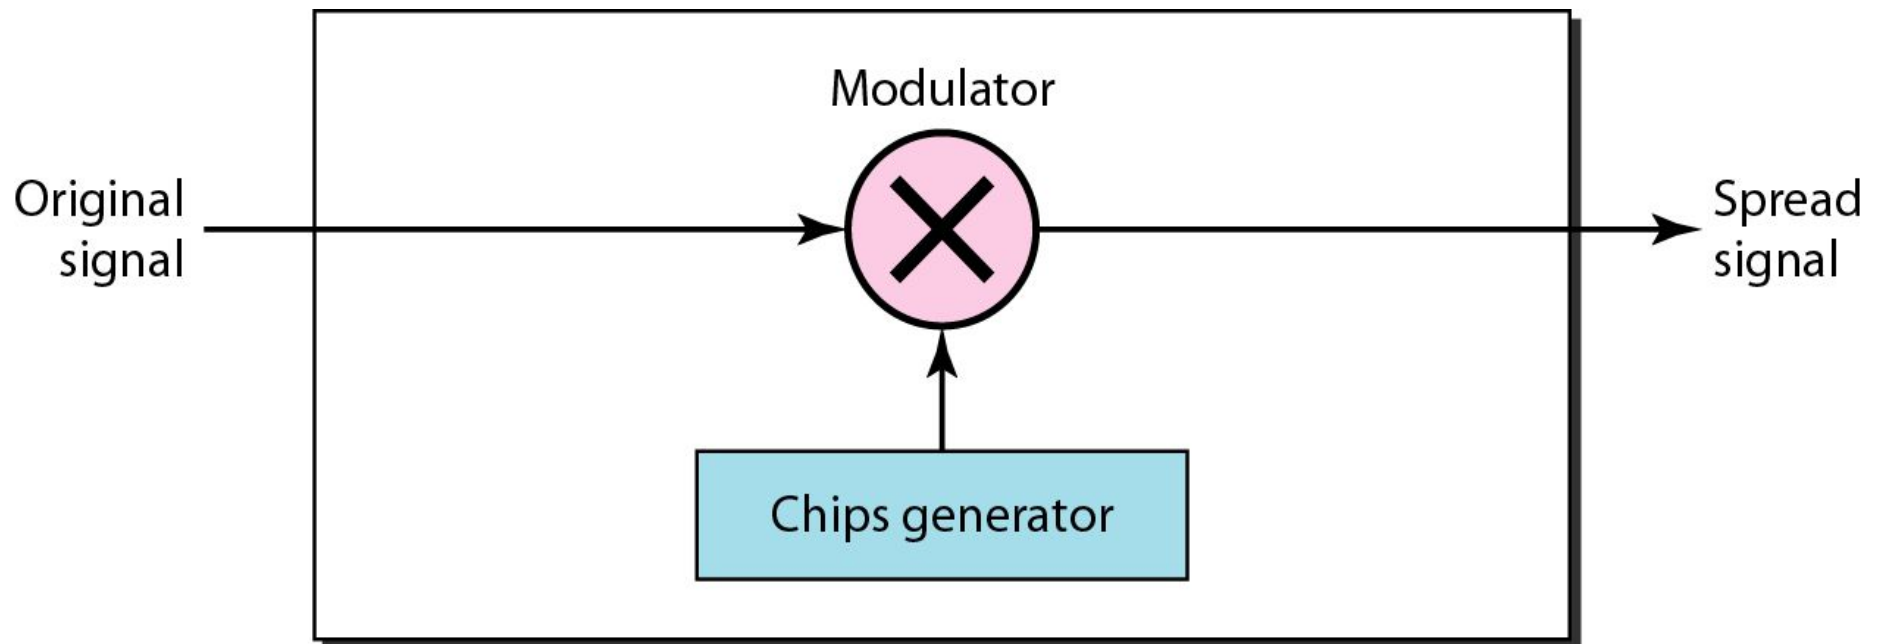 Modulator
Original
signal
Spread
signal
Chips generator